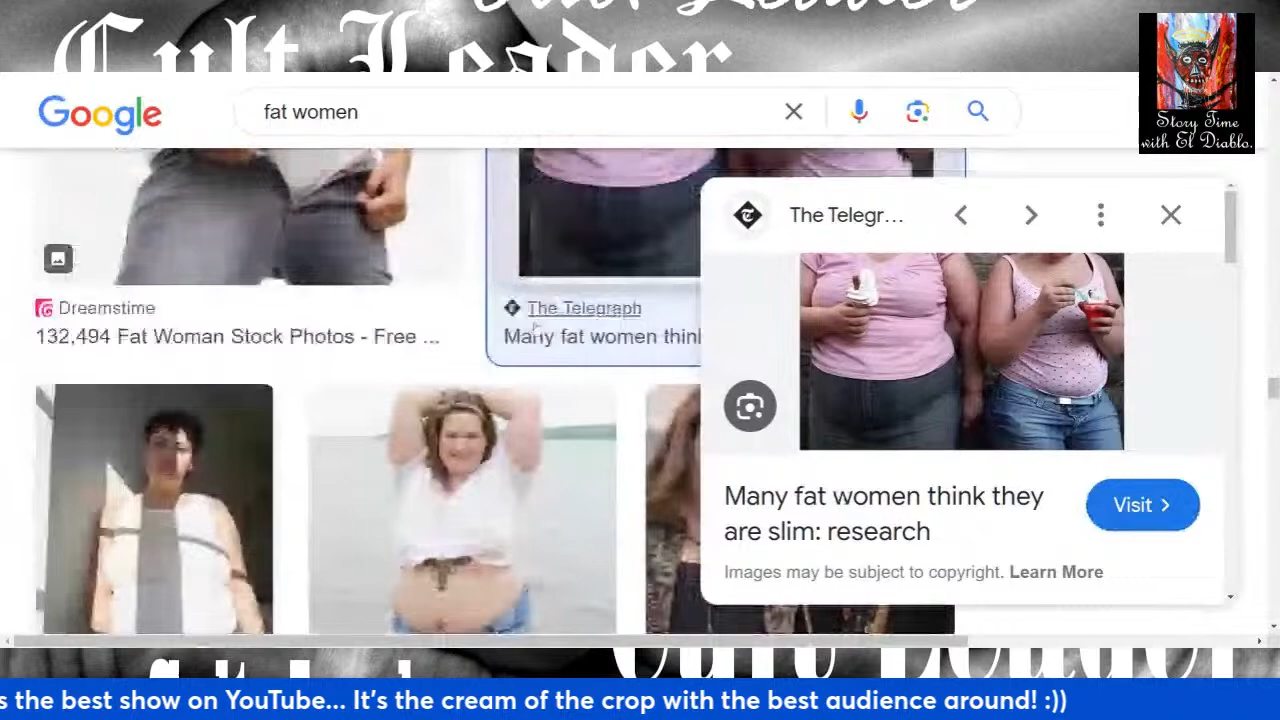 Cult Leader
Google
fat women
Story Time
with El Diablo.
The Telegr...
Dreamstime
132,494 Fat Woman Stock Photos - Free ...
The Telegraph
Many fat women thinl
Many fat women think they
are slim: research
Visit
Images may be subject to copyright. Learn More
s the best show on YouTube... It's the cream of the crop with the best audience around! :))